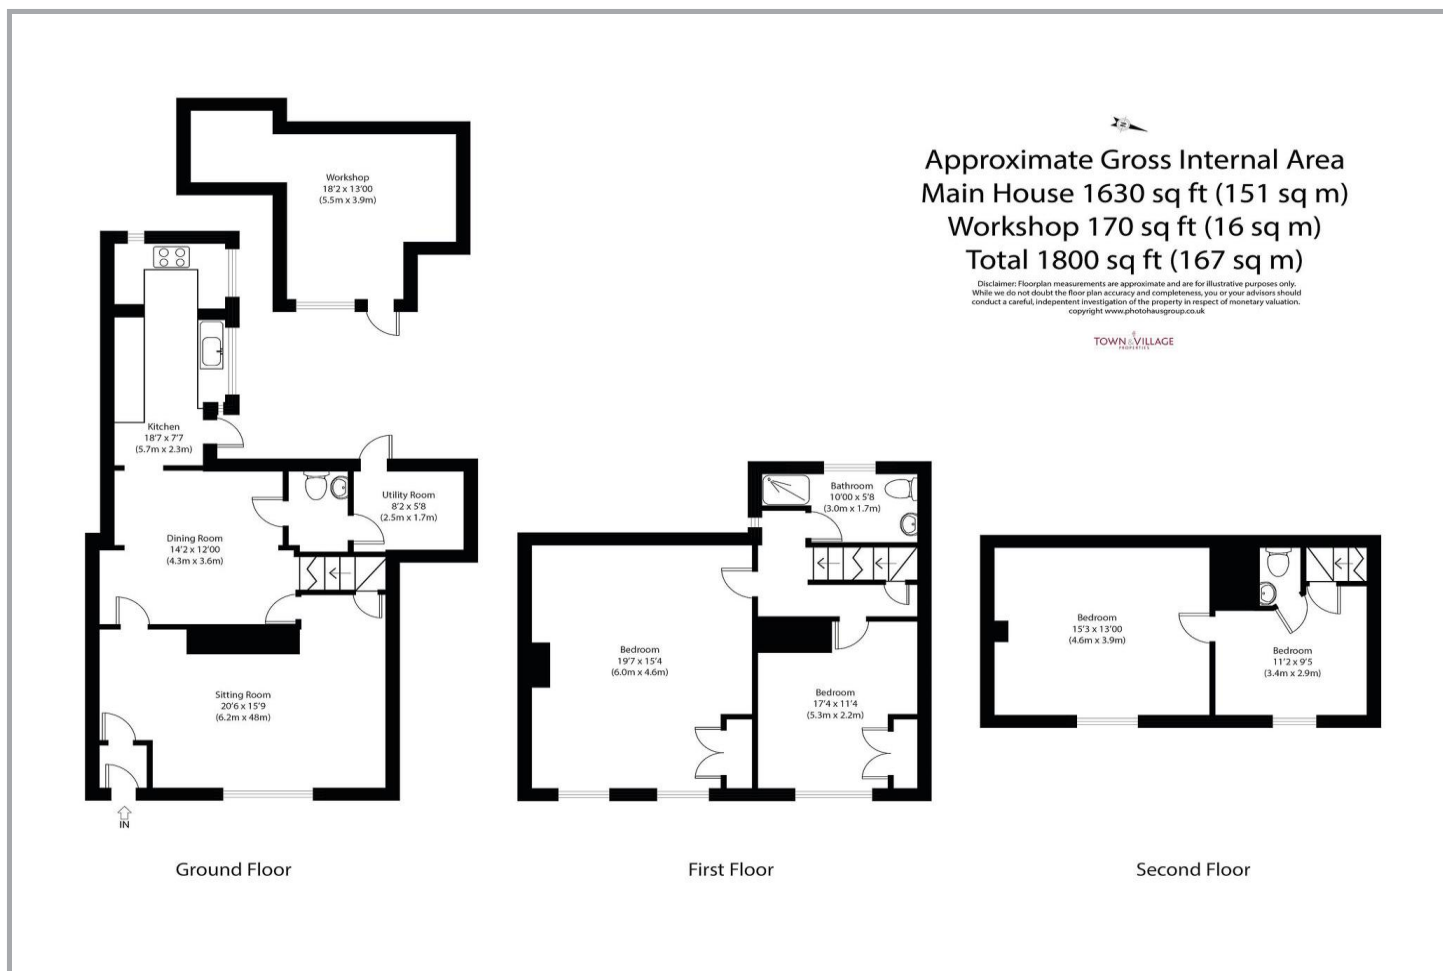 Approximate Gross Internal Area
Main House 1630 sq ft (151 sq m)
Workshop 170 sq ft (16 sq m)
Total 1800 sq ft (167 sq m)
Disclaimer: Floorplan measurements are approximate and are for illustrative purposes only.
While we do not doubt the floor plan accuracy and completeness, you or your advisors should
conduct a careful, indepentent investigation of the property in respect of monetary valuation.
copyright www.photohausgroup.co.uk
N
TOWN & VILLAGE
PROPERTIES
Workshop
18'2 x 13'00
(5.5m x 3.9m)
Kitchen
18'7 x 7'7
(5.7m x 2.3m)
Utility Room
8'2 x 5'8
(2.5m x 1.7m)
Dining Room
14'2 x 12'00
(4.3m x 3.6m)
Sitting Room
20'6 x 15'9
(6.2m x 48m)
IN
Ground Floor
Bathroom
10'00 x 5'8
(3.0m x 1.7m)
Bedroom
19'7 x 15'4
(6.0m x 4.6m)
Bedroom
17'4 x 11'4
(5.3m x 2.2m)
First Floor
Bedroom
15'3 x 13'00
(4.6m x 3.9m)
Bedroom
11'2 x 9'5
(3.4m x 2.9m)
Second Floor